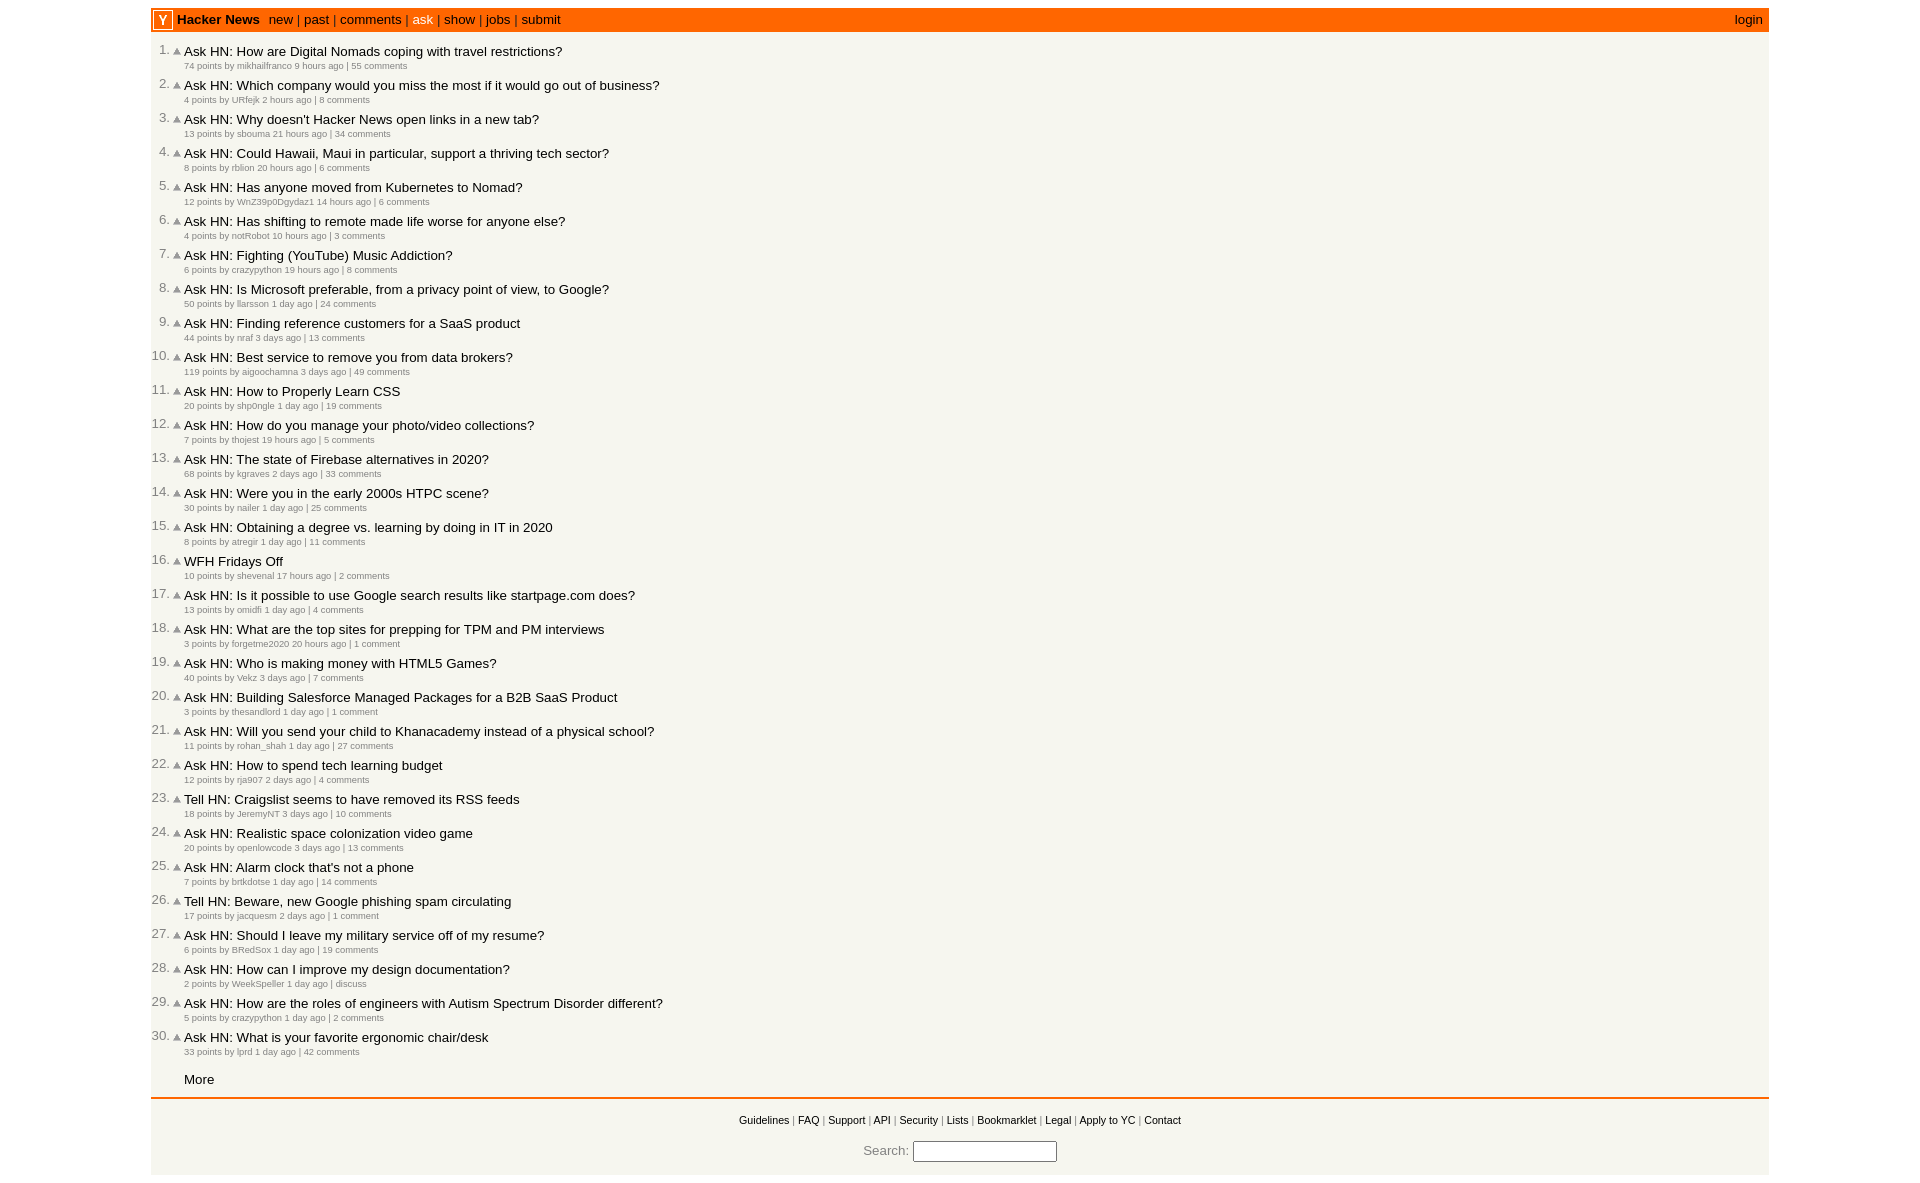 Y Hacker News new | past | comments | ask | show | jobs | submit login
1. Ask HN: How are Digital Nomads coping with travel restrictions?
74 points by mikhailfranco 9 hours ago | 55 comments
2. Ask HN: Which company would you miss the most if it would go out of business?
4 points by URfejk 2 hours ago | 8 comments
3. Ask HN: Why doesn't Hacker News open links in a new tab?
13 points by sbouma 21 hours ago | 34 comments
4. Ask HN: Could Hawaii, Maui in particular, support a thriving tech sector?
8 points by rblion 20 hours ago | 6 comments
5. Ask HN: Has anyone moved from Kubernetes to Nomad?
12 points by WnZ39p0Dgydaz1 14 hours ago | 6 comments
6. Ask HN: Has shifting to remote made life worse for anyone else?
4 points by notRobot 10 hours ago | 3 comments
7. Ask HN: Fighting (YouTube) Music Addiction?
6 points by crazypython 19 hours ago | 8 comments
8. Ask HN: Is Microsoft preferable, from a privacy point of view, to Google?
50 points by llarsson 1 day ago | 24 comments
9. Ask HN: Finding reference customers for a SaaS product
44 points by nraf 3 days ago | 13 comments
10. Ask HN: Best service to remove you from data brokers?
119 points by aigoochamna 3 days ago | 49 comments
11. Ask HN: How to Properly Learn CSS
20 points by shp0ngle 1 day ago | 19 comments
12. Ask HN: How do you manage your photo/video collections?
7 points by thojest 19 hours ago | 5 comments
13. Ask HN: The state of Firebase alternatives in 2020?
68 points by kgraves 2 days ago | 33 comments
14. Ask HN: Were you in the early 2000s HTPC scene?
30 points by nailer 1 day ago | 25 comments
15. Ask HN: Obtaining a degree vs. learning by doing in IT in 2020
8 points by atregir 1 day ago | 11 comments
16. WFH Fridays Off
10 points by shevenal 17 hours ago | 2 comments
17. Ask HN: Is it possible to use Google search results like startpage.com does?
13 points by omidfi 1 day ago | 4 comments
18. Ask HN: What are the top sites for prepping for TPM and PM interviews
3 points by forgetme2020 20 hours ago | 1 comment
19. Ask HN: Who is making money with HTML5 Games?
40 points by Vekz 3 days ago | 7 comments
20. Ask HN: Building Salesforce Managed Packages for a B2B SaaS Product
3 points by thesandlord 1 day ago | 1 comment
21. Ask HN: Will you send your child to Khanacademy instead of a physical school?
11 points by rohan_shah 1 day ago | 27 comments
22. Ask HN: How to spend tech learning budget
12 points by rja907 2 days ago | 4 comments
23. Tell HN: Craigslist seems to have removed its RSS feeds
18 points by JeremyNT 3 days ago | 10 comments
24. Ask HN: Realistic space colonization video game
20 points by openlowcode 3 days ago | 13 comments
25. Ask HN: Alarm clock that's not a phone
7 points by brtkdotse 1 day ago | 14 comments
26. Tell HN: Beware, new Google phishing spam circulating
17 points by jacquesm 2 days ago | 1 comment
27. Ask HN: Should I leave my military service off of my resume?
6 points by BRedSox 1 day ago | 19 comments
28. Ask HN: How can I improve my design documentation?
2 points by WeekSpeller 1 day ago | discuss
29. Ask HN: How are the roles of engineers with Autism Spectrum Disorder different?
5 points by crazypython 1 day ago | 2 comments
30. Ask HN: What is your favorite ergonomic chair/desk
33 points by lprd 1 day ago | 42 comments
More
Guidelines | FAQ | Support | API | Security | Lists | Bookmarklet | Legal | Apply to YC | Contact
Search: